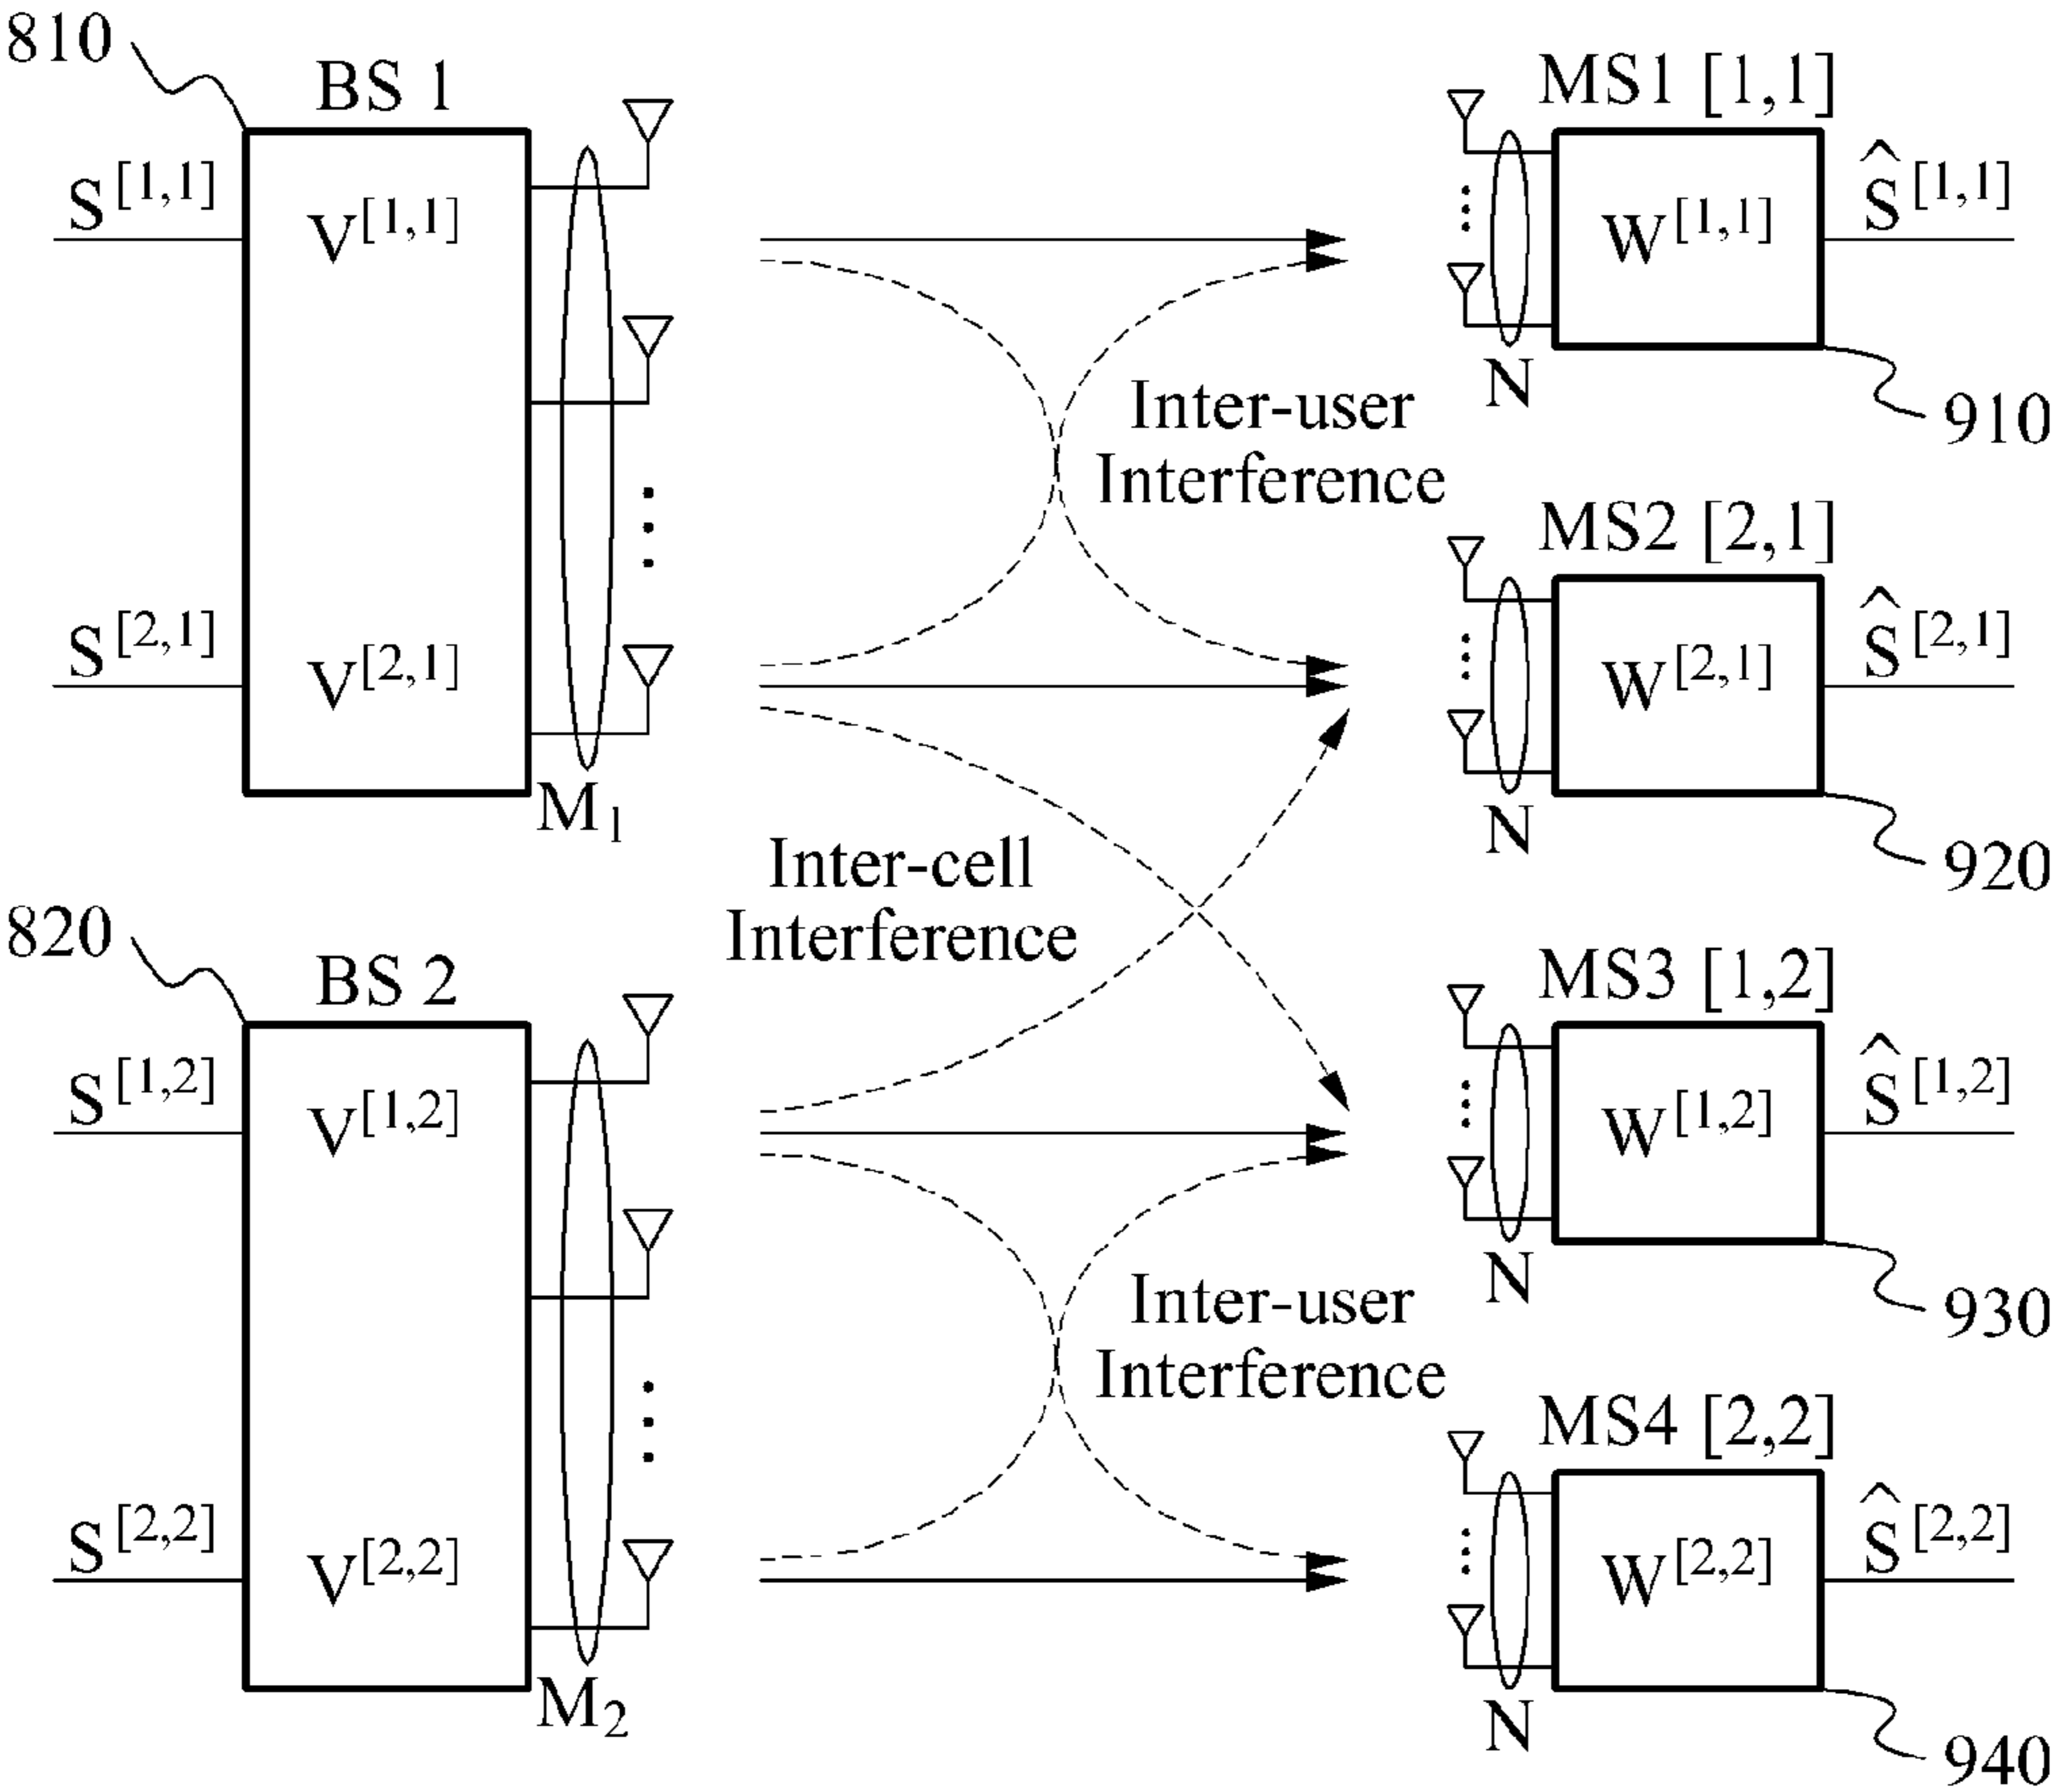 810
BS 1
S[1,1]
V[1,1]
S[2,1]
V[2,1]
M1
820
BS 2
S[1,2]
V[1,2]
S[2,2]
V[2,2]
M2
Inter-user
Interference
Inter-cell
Interference
Inter-user
Interference
MS1 [1,1]
W[1,1]
Ŝ[1,1]
N
910
MS2 [2,1]
W[2,1]
Ŝ[2,1]
N
920
MS3 [1,2]
W[1,2]
Ŝ[1,2]
N
930
MS4 [2,2]
W[2,2]
Ŝ[2,2]
N
940